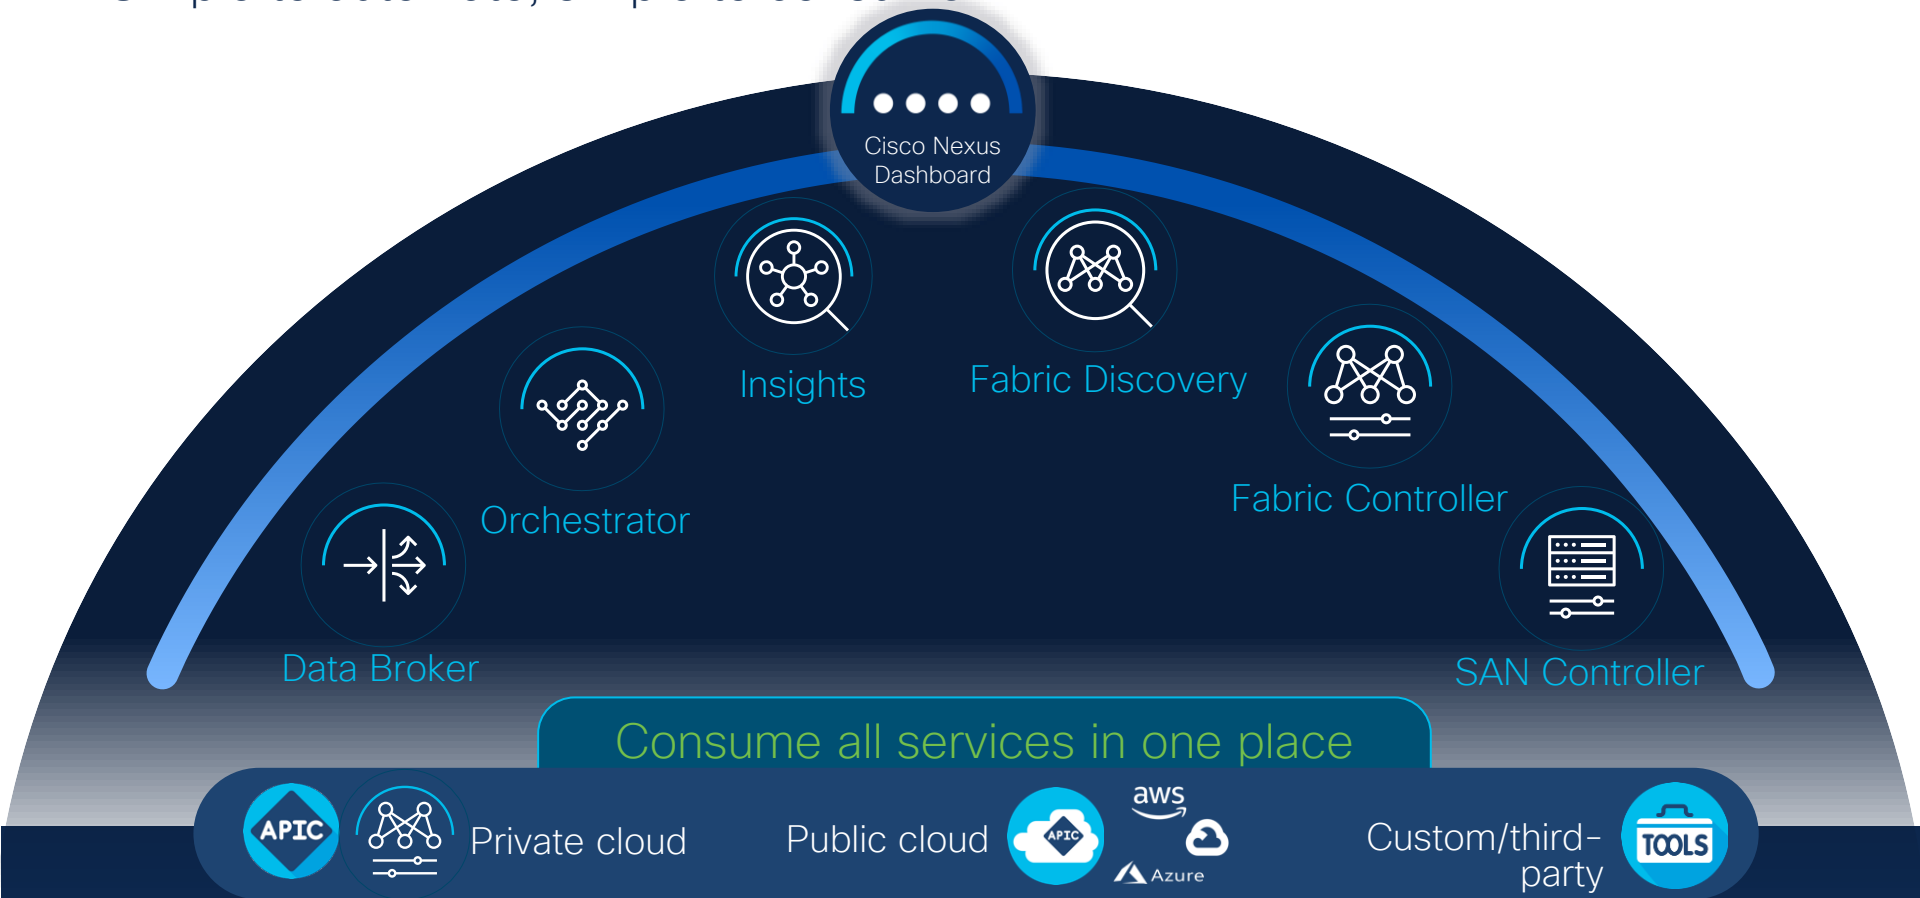 Cisco Nexus
Dashboard
Insights
Fabric Discovery
Orchestrator
Fabric Controller
Data Broker
SAN Controller
Consume all services in one place
APIC
Private cloud
Public cloud
APIC
aws
Azure
Custom/third-
party
TOOLS